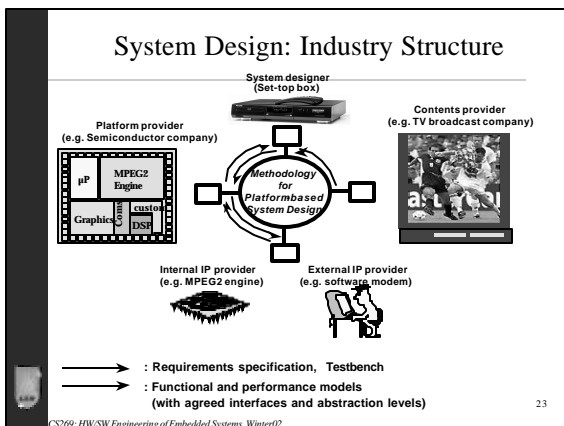 System Design: Industry Structure
System designer
(Set-top box)
Platform provider
(e.g. Semiconductor company)
Contents provider
(e.g. TV broadcast company)
μP
MPEG2
Engine
Graphics
Coms
custom
DSP
Methodology
for
Platformbased
System Design
Internal IP provider
(e.g. MPEG2 engine)
External IP provider
(e.g. software modem)
: Requirements specification, Testbench
: Functional and performance models
(with agreed interfaces and abstraction levels)
23
CS269: HW/SW Engineering of Embedded Systems, Winter02